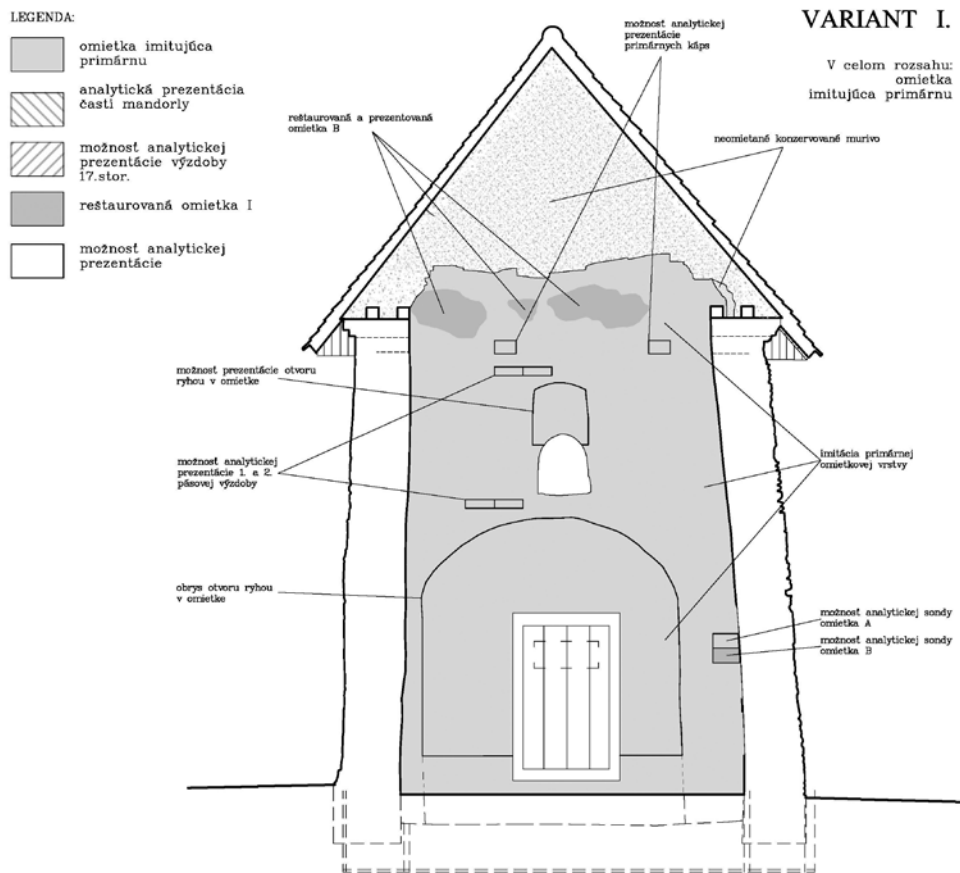 LEGENDA:
omietka imitujúca
primárnu
analytická prezentácia
časti mandorly
možnosť analytickej
prezentácie výzdoby
17.stor.
reštaurovaná omietka I
možnosť analytickej
prezentácie
VARIANT I.
V celom rozsahu:
omietka
imitujúca primárnu
možnosť analytickej
prezentácie
primárnych káps
reštaurovaná a prezentovaná
omietka B
neomietané konzervované murivo
možnosť prezentácie otvoru
ryhou v omietke
možnosť analytickej
prezentácie 1. a 2.
pásovej výzdoby
imitácia primárnej
omietkovej vrstvy
obrys otvoru ryhou
v omietke
možnosť analytickej sondy
omietka A
možnosť analytickej sondy
omietka B